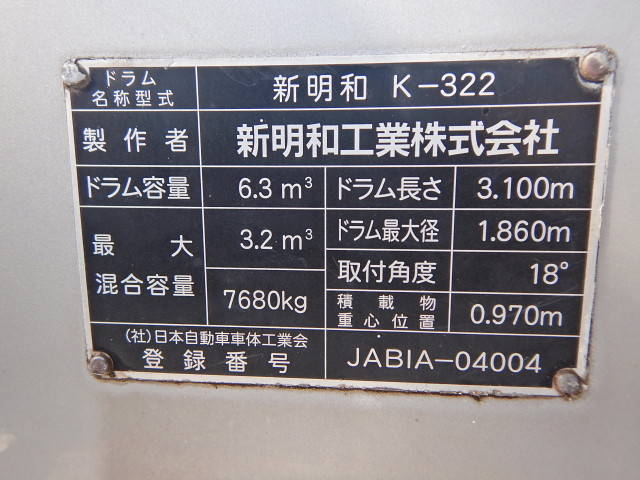 ドラム
名称型式
新明和 K-322
製作者
新明和工業株式会社
ドラム容量
6.3 m³
ドラム長さ
3.100m
最大
混合容量
3.2 m³
7680kg
ドラム最大径
1.860m
取付角度
18°
積載物
重心位置
0.970m
(社)日本自動車車体工業会
登録番号
JABIA-04004